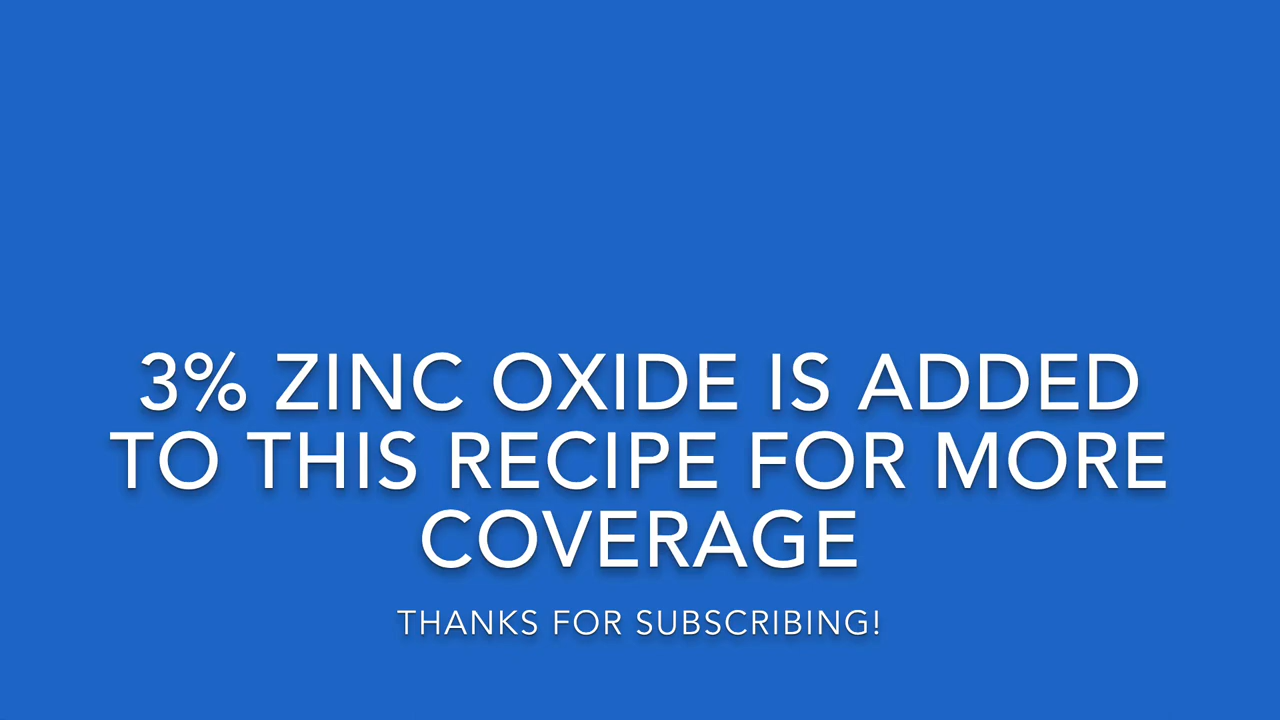 3% ZINC OXIDE IS ADDED
TO THIS RECIPE FOR MORE
COVERAGE
THANKS FOR SUBSCRIBING!